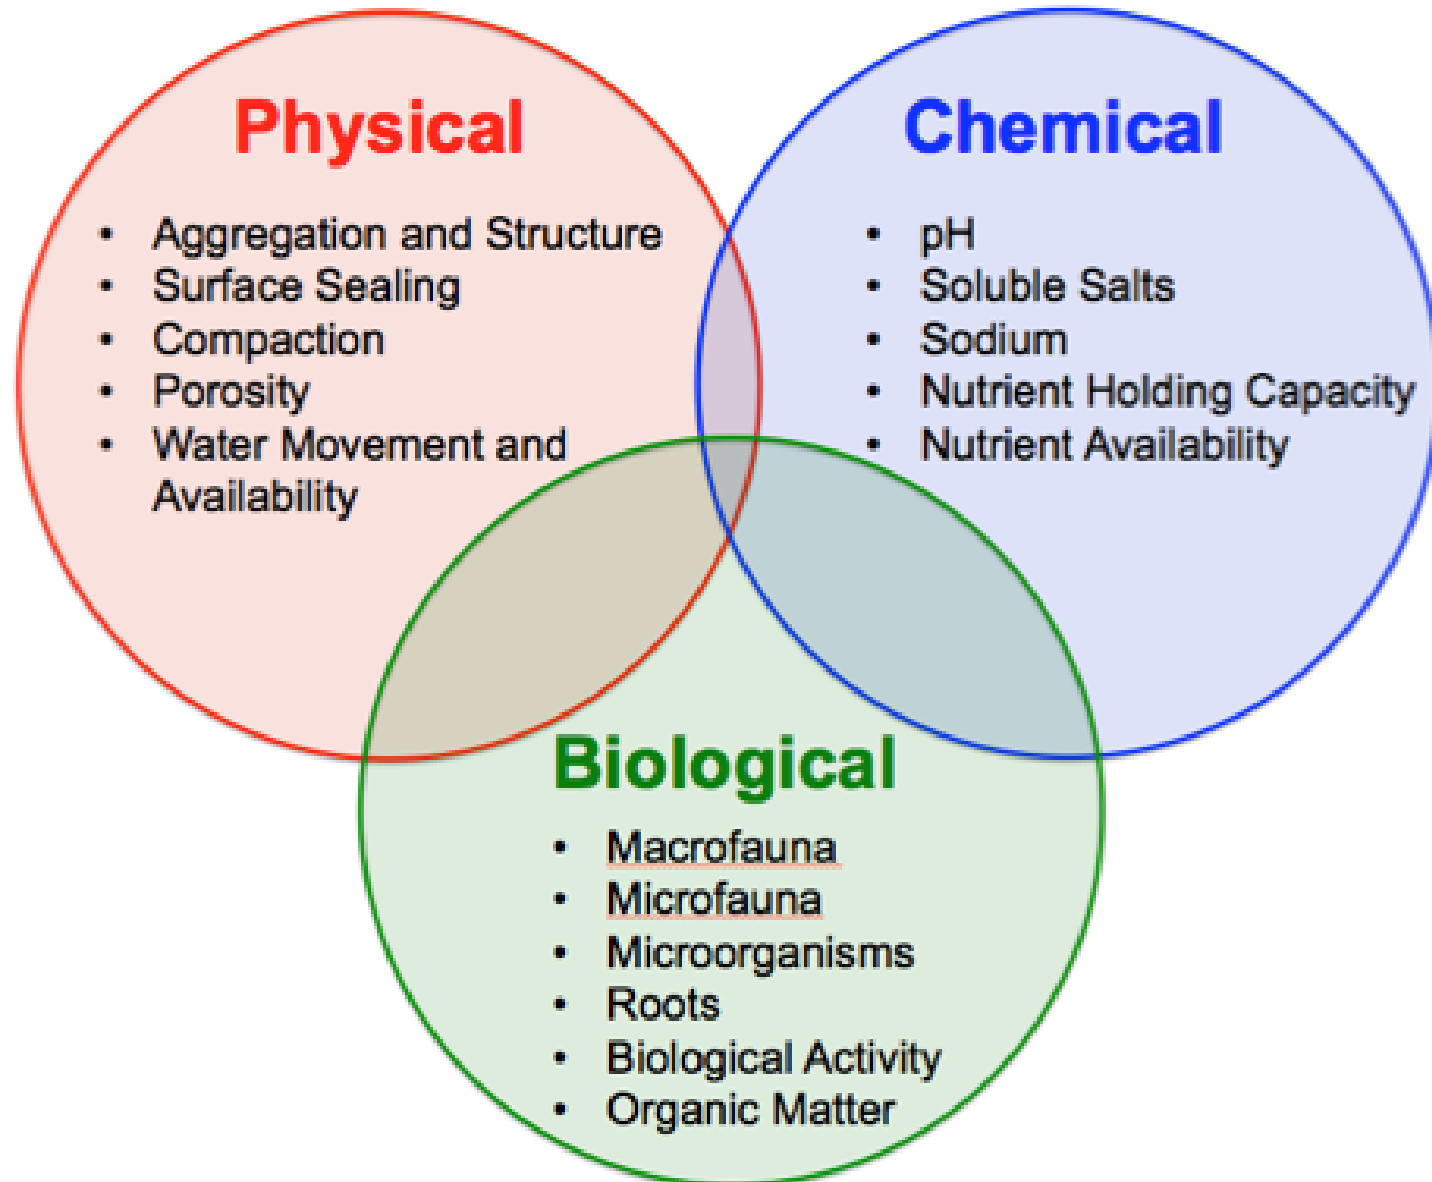 Physical
• Aggregation and Structure
• Surface Sealing
• Compaction
• Porosity
• Water Movement and
Availability
Chemical
• pH
• Soluble Salts
• Sodium
• Nutrient Holding Capacity
• Nutrient Availability
Biological
• Macrofauna
• Microfauna
• Microorganisms
• Roots
• Biological Activity
• Organic Matter